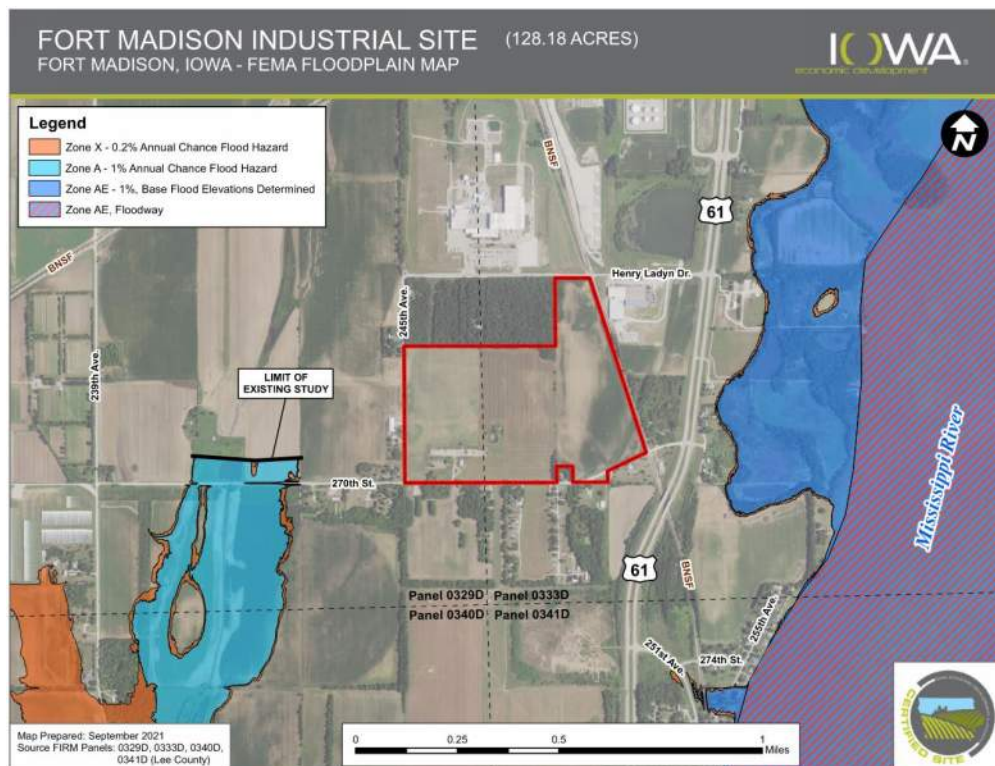 FORT MADISON INDUSTRIAL SITE (128.18 ACRES)
FORT MADISON, IOWA - FEMA FLOODPLAIN MAP
IOWA
economic development
Legend
Zone X - 0.2% Annual Chance Flood Hazard
Zone A - 1% Annual Chance Flood Hazard
Zone AE - 1%, Base Flood Elevations Determined
Zone AE, Floodway
N
BNSF
61
BNSF
Henry Ladyn Dr.
245th Ave.
239th Ave.
LIMIT OF
EXISTING STUDY
270th St.
Mississippi River
61
BNSF
Panel 0329D
Panel 0333D
Panel 0340D
Panel 0341D
255th Ave.
251st Ave.
274th St.
Map Prepared: September 2021
Source FIRM Panels: 0329D, 0333D, 0340D,
0341D (Lee County)
0 0.25 0.5 1
Miles
CERTIFIED SITE